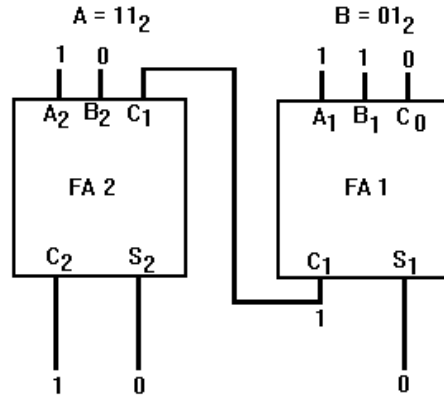 A = 11₂ B = 01₂
1 0 1 1 0
A₂ B₂ C₁ A₁ B₁ C₀
FA 2 FA 1
C₂ S₂ C₁ S₁
1
1 0 0